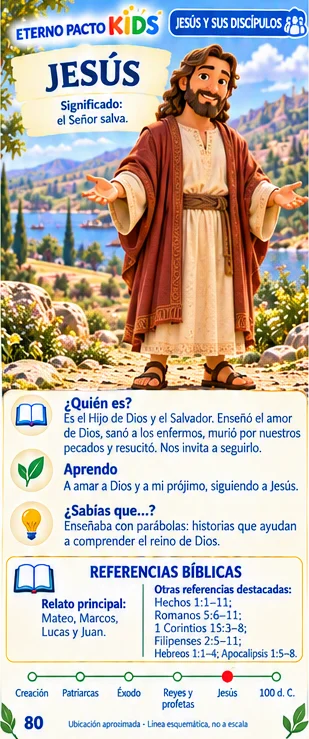 ETERNO PACTO KIDS
JESÚS Y SUS DISCÍPULOS
JESÚS
Significado:
el Señor salva.
¿Quién es?
Es el Hijo de Dios y el Salvador. Enseñó el amor
de Dios, sanó a los enfermos, murió por nuestros
pecados y resucitó. Nos invita a seguirlo.
Aprendo
A amar a Dios y a mi prójimo, siguiendo a Jesús.
¿Sabías que...?
Enseñaba con parábolas: historias que ayudan
a comprender el reino de Dios.
REFERENCIAS BÍBLICAS
Relato principal:
Mateo, Marcos,
Lucas y Juan.
Otras referencias destacadas:
Hechos 1:1–11;
Romanos 5:6–11;
1 Corintios 15:3–8;
Filipenses 2:5–11;
Hebreos 1:1–4; Apocalipsis 1:5–8.
Creación
Patriarcas
Éxodo
Reyes y
profetas
Jesús
100 d. C.
80
Ubicación aproximada - Línea esquemática, no a escala